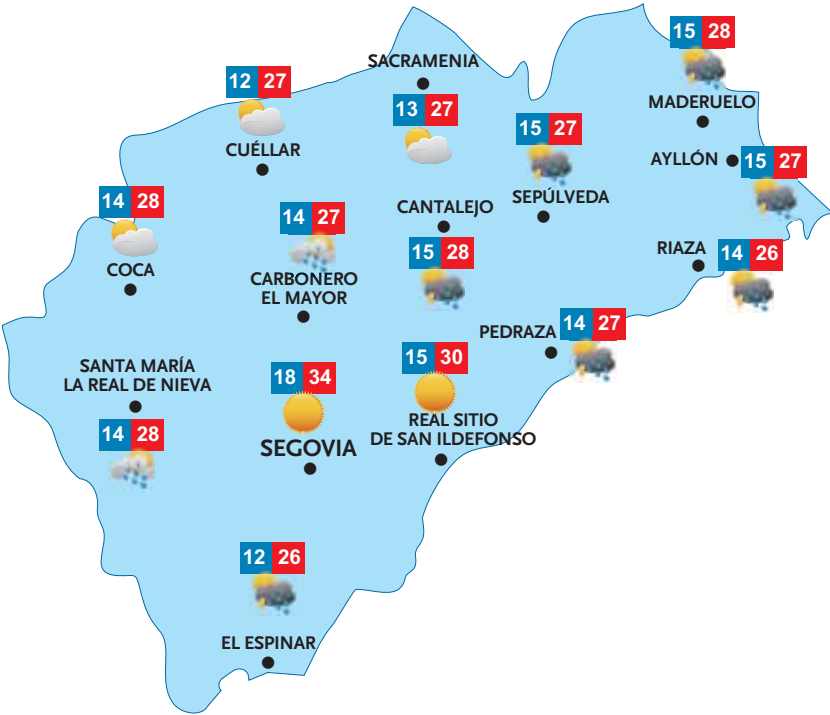 15 28
MADERUELO
SACRAMENIA
13 27
12 27
CUÉLLAR
15 27
SEPÚLVEDA
AYLLÓN
15 27
14 28
COCA
14 27
CARBONERO
EL MAYOR
CANTALEJO
15 28
RIAZA
14 26
PEDRAZA
14 27
SANTA MARÍA
LA REAL DE NIEVA
14 28
18 34
SEGOVIA
15 30
REAL SITIO
DE SAN ILDEFONSO
12 26
EL ESPINAR